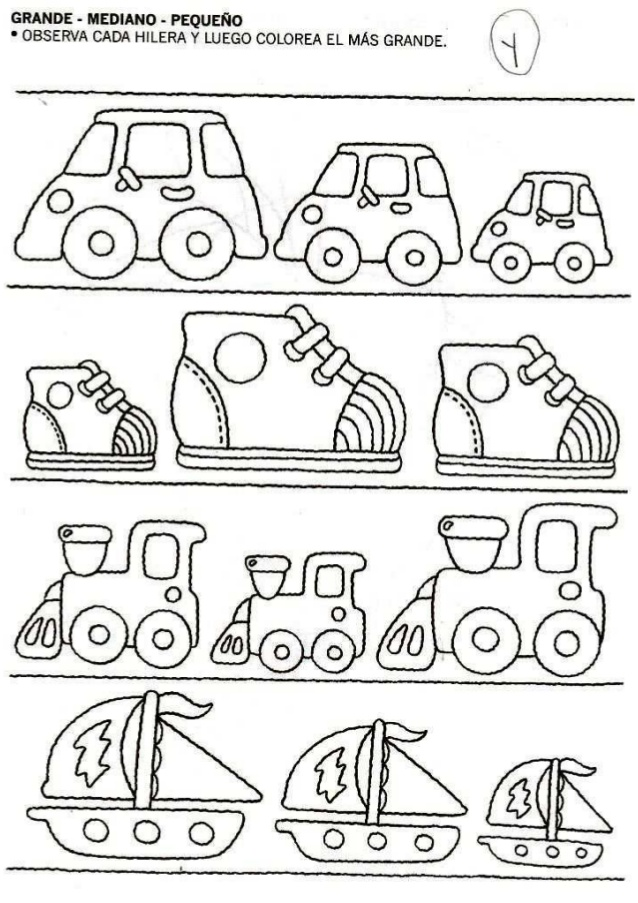 GRANDE - MEDIANO - PEQUEÑO
• OBSERVA CADA HILERA Y LUEGO COLOREA EL MÁS GRANDE.